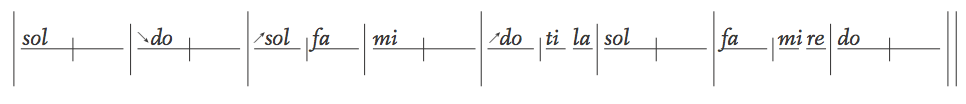 sol ↘do ↗sol fa mi ↗do ti la sol fa mi re do